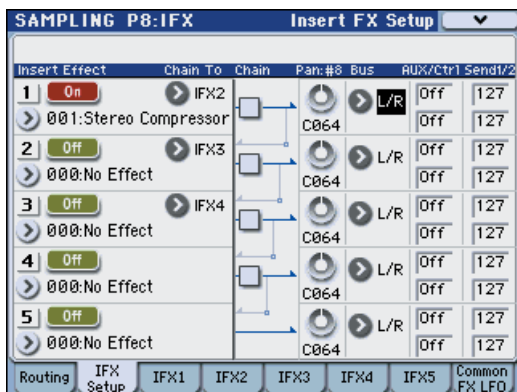 SAMPLING P8:IFX Insert FX Setup
Insert Effect Chain To Chain Pan:#8 Bus AUX/Ctrl Send1/2
1 On IFX2 L/R Off 127
001:Stereo Compressor C064 Off 127
2 Off IFX3 L/R Off 127
000:No Effect C064 Off 127
3 Off IFX4 L/R Off 127
000:No Effect C064 Off 127
4 Off L/R Off 127
000:No Effect C064 Off 127
5 Off L/R Off 127
000:No Effect C064 Off 127
Routing IFX Setup IFX1 IFX2 IFX3 IFX4 IFX5 Common FX LFO